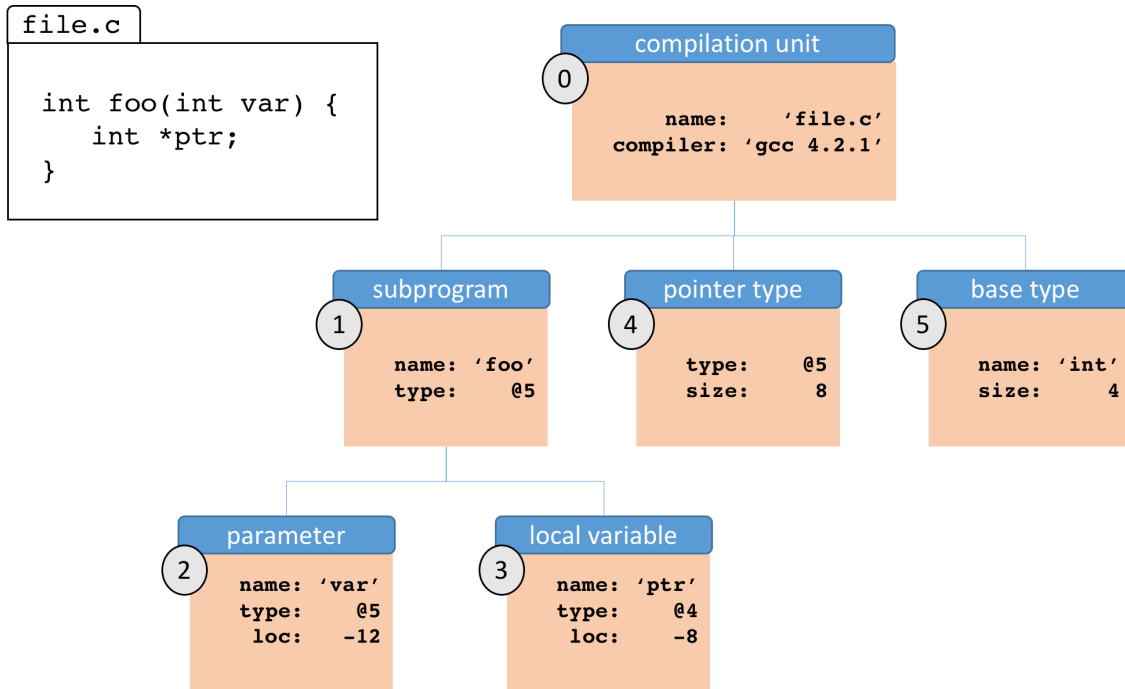 file.c
int foo(int var) {
int *ptr;
}
compilation unit
0
name: ‘file.c’
compiler: ‘gcc 4.2.1’
subprogram
1
name: ‘foo’
type: @5
pointer type
4
type: @5
size: 8
base type
5
name: ‘int’
size: 4
parameter
2
name: ‘var’
type: @5
loc: -12
local variable
3
name: ‘ptr’
type: @4
loc: -8